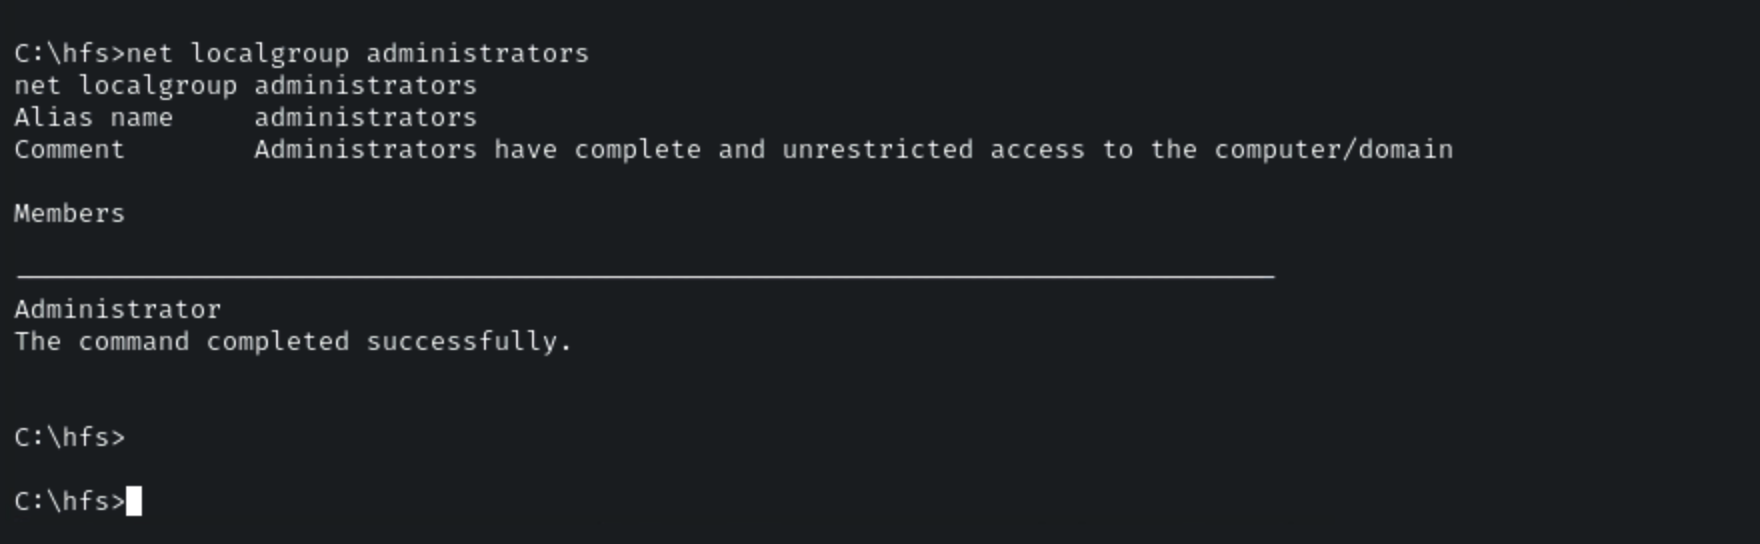 C:\hfs>net localgroup administrators
net localgroup administrators
Alias name     administrators
Comment        Administrators have complete and unrestricted access to the computer/domain
Members
Administrator
The command completed successfully.
C:\hfs>
C:\hfs>